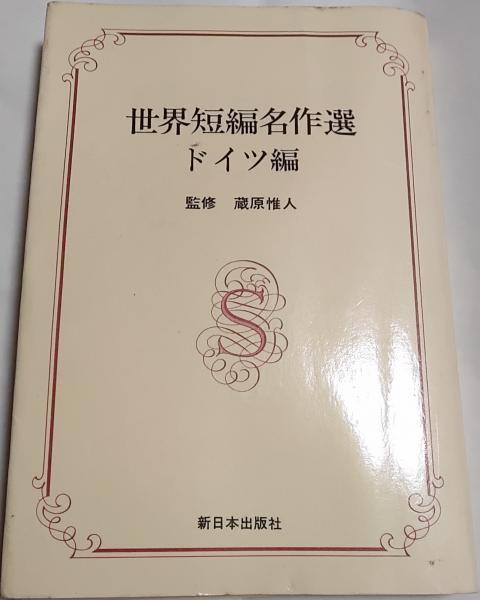 世界短編名作選
ドイツ編
監修 蔵原惟人
S
新日本出版社